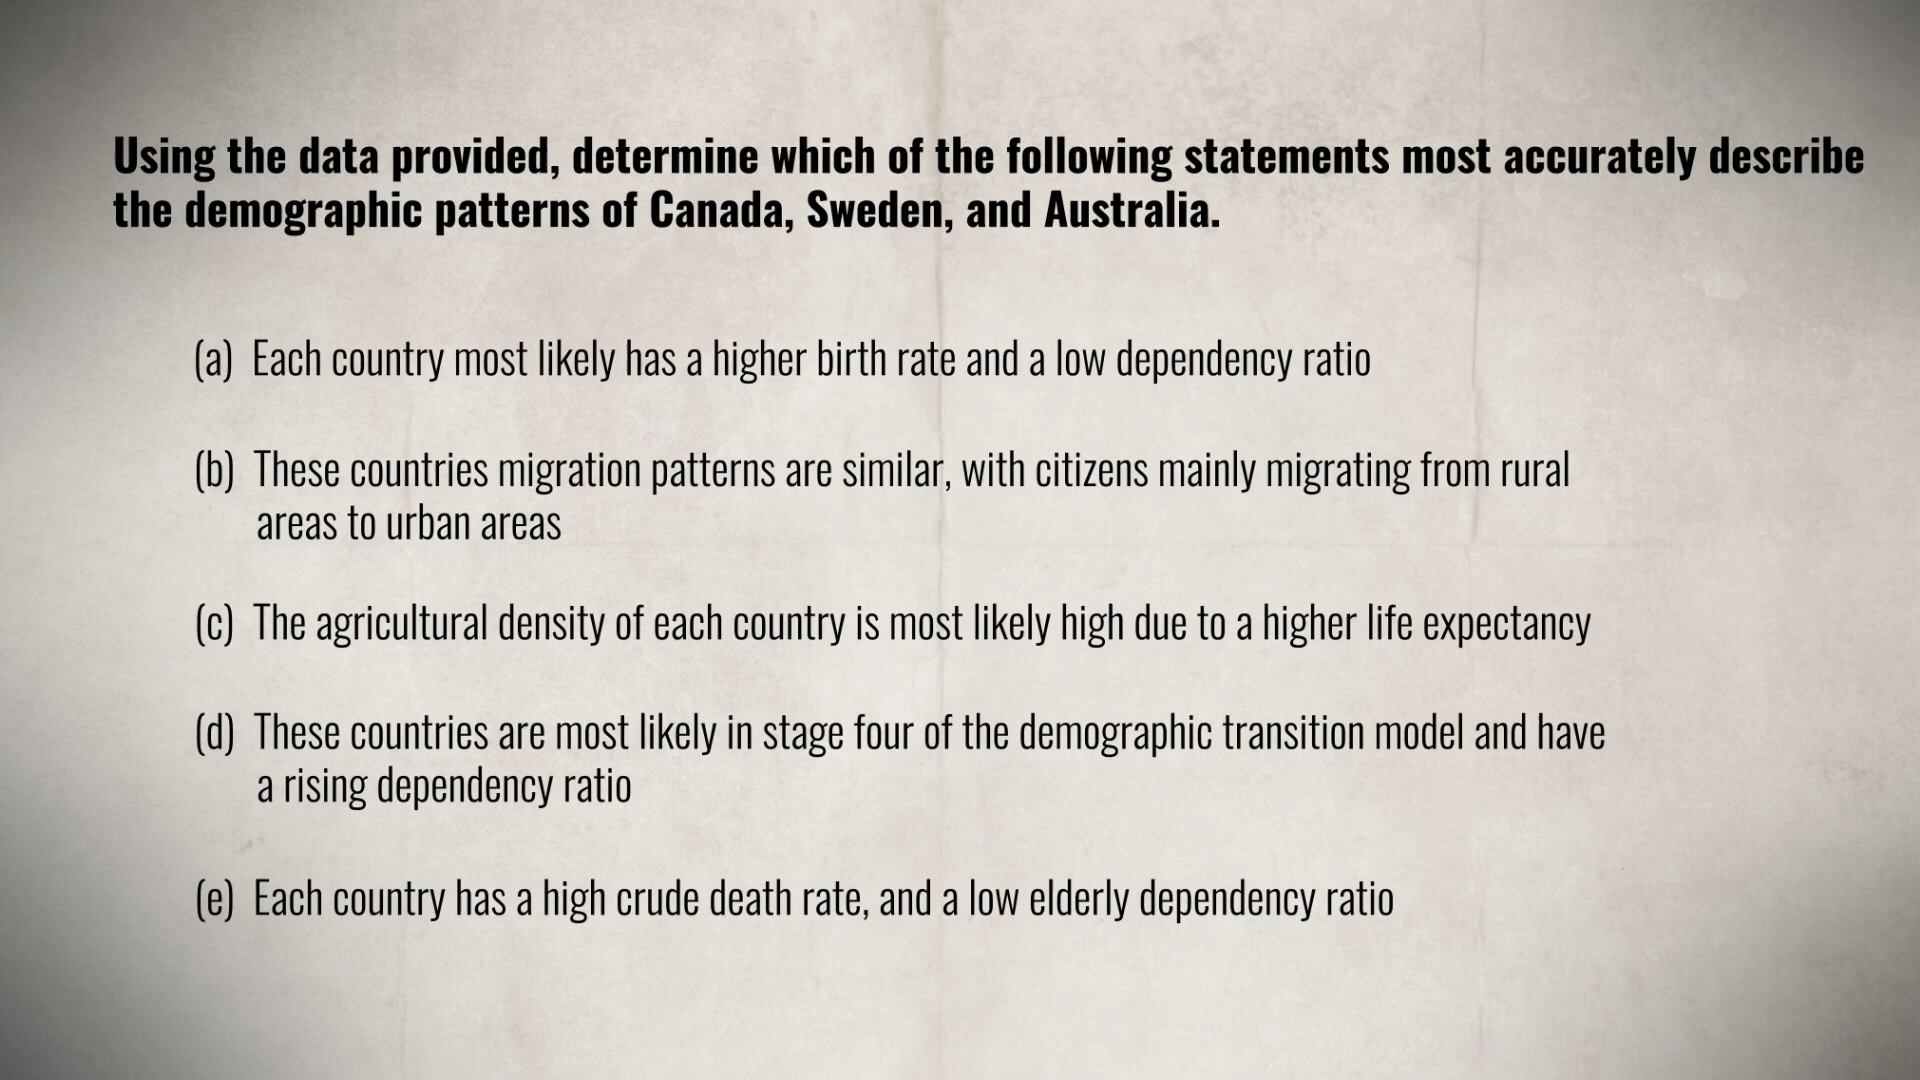 Using the data provided, determine which of the following statements most accurately describe
the demographic patterns of Canada, Sweden, and Australia.
(a) Each country most likely has a higher birth rate and a low dependency ratio
(b) These countries migration patterns are similar, with citizens mainly migrating from rural
areas to urban areas
(c) The agricultural density of each country is most likely high due to a higher life expectancy
(d) These countries are most likely in stage four of the demographic transition model and have
a rising dependency ratio
(e) Each country has a high crude death rate, and a low elderly dependency ratio